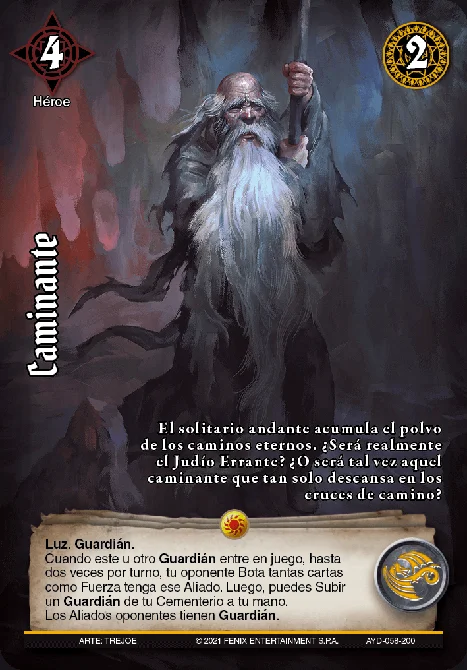 4
2
Héroe
Caminante
El solitario andante acumula el polvo
de los caminos eternos. ¿Será realmente
el Judío Errante? ¿O será tal vez aquel
caminante que tan solo descansa en los
cruces de camino?
Luz. Guardián.
Cuando este u otro Guardián entre en juego, hasta
dos veces por turno, tu oponente Bota tantas cartas
como Fuerza tenga ese Aliado. Luego, puedes Subir
un Guardián de tu Cementerio a tu mano.
Los Aliados oponentes tienen Guardián.
ARTE: TREJOE © 2021 FENIX ENTERTAINMENT S.R.A. AYD-058-200